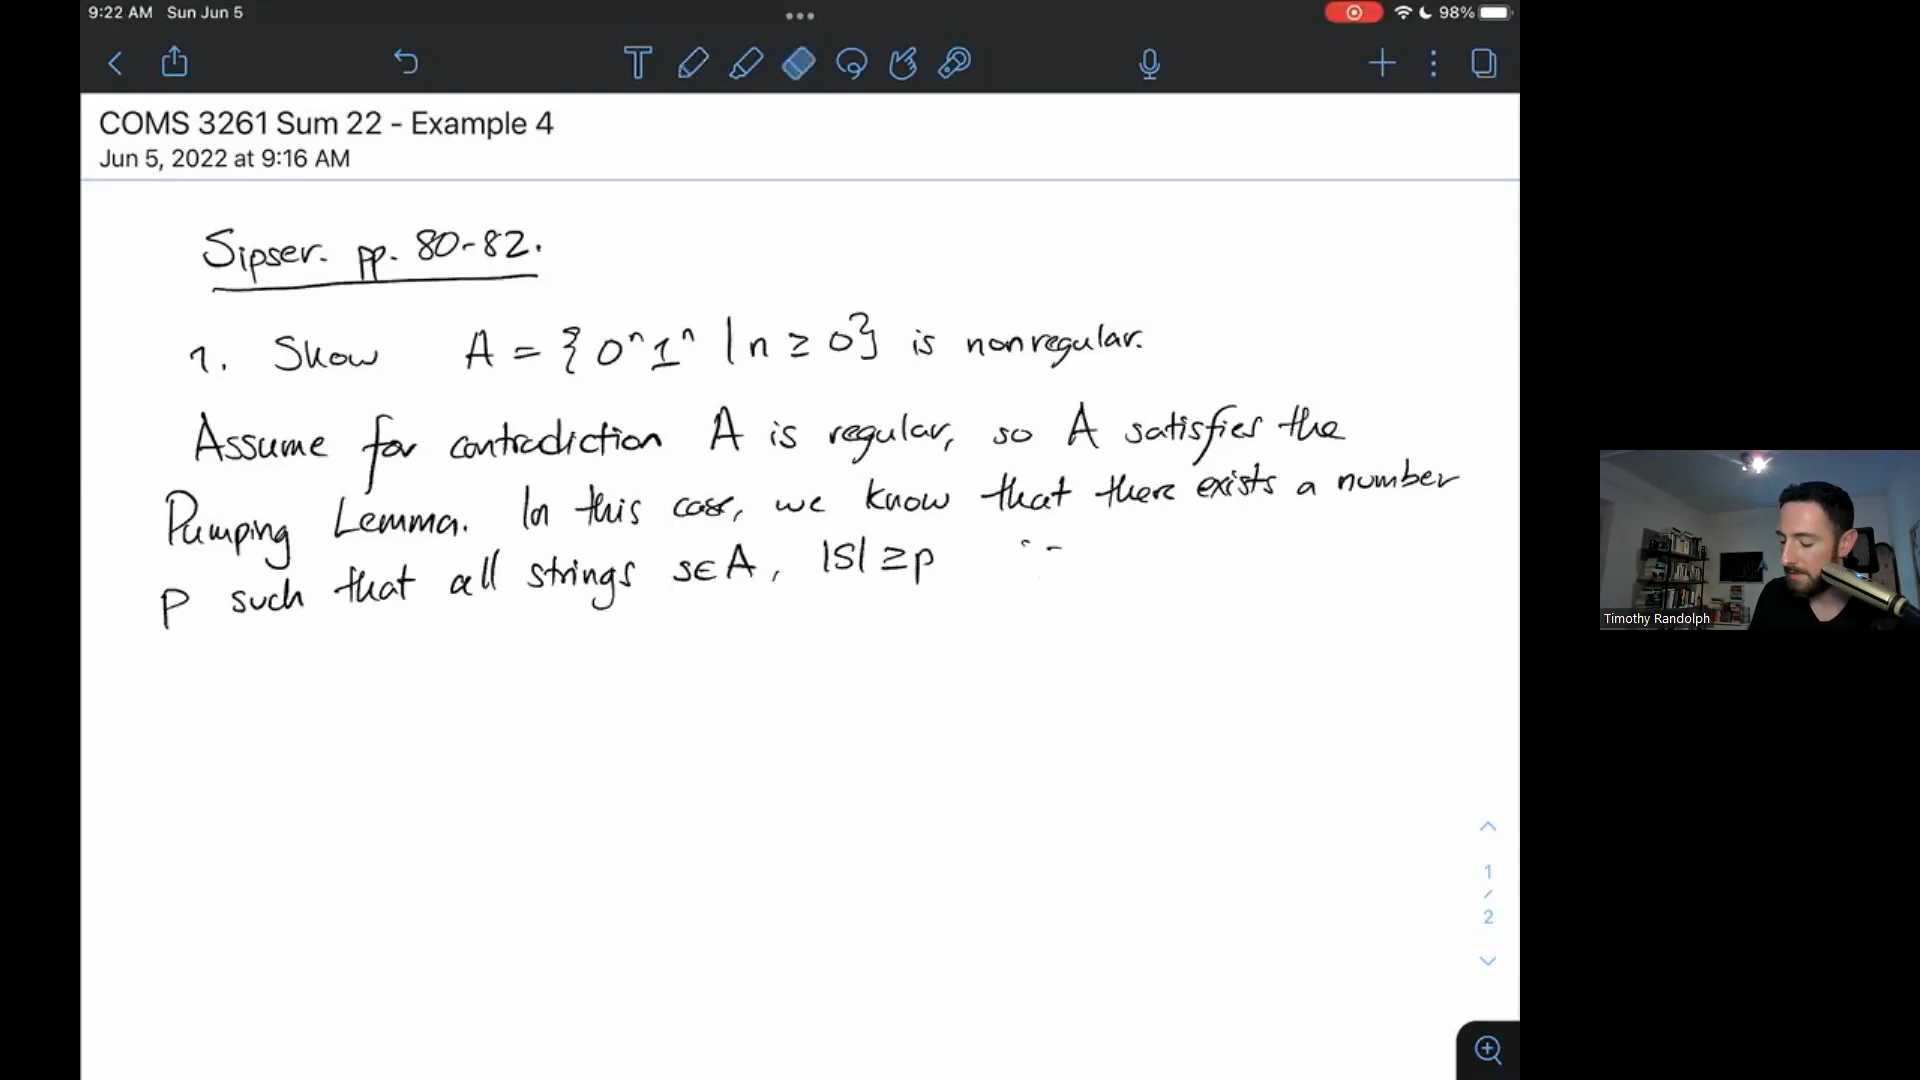 9:22 AM Sun Jun 5
98%
COMS 3261 Sum 22 - Example 4
Jun 5, 2022 at 9:16 AM
Sipser. pp. 80-82.
1. Show A = {0ⁿ1ⁿ | n ≥ 0} is nonregular.
Assume for contradiction A is regular, so A satisfies the
Pumping Lemma. In this case, we know that there exists a number
p such that all strings s∈A, |S| ≥ p
1
/
2
Timothy Randolph